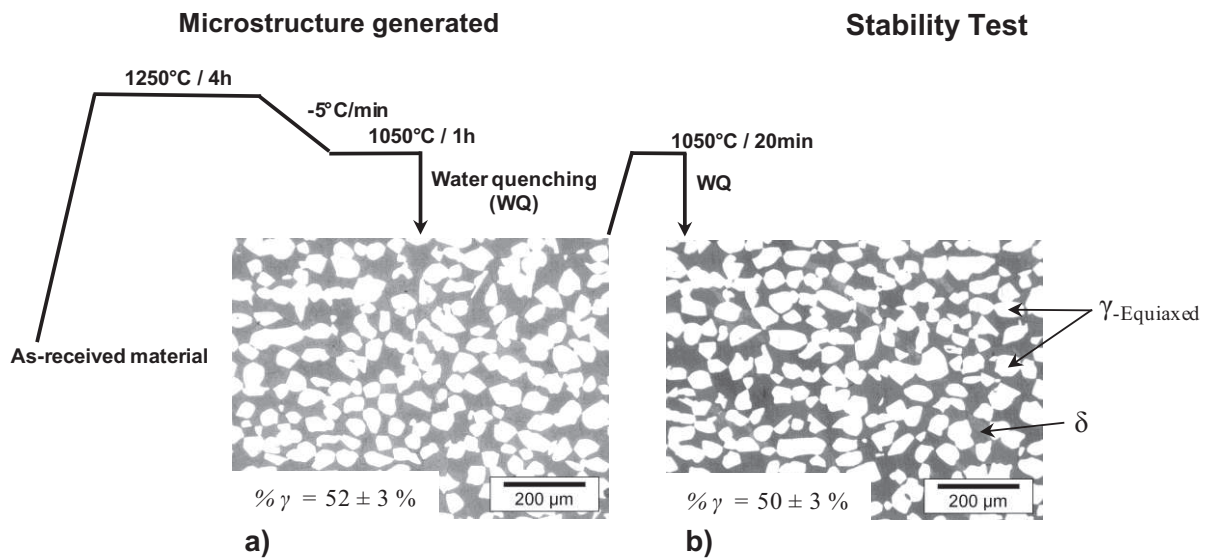 Microstructure generated
Stability Test
1250°C / 4h
-5°C/min
1050°C / 1h
1050°C / 20min
Water quenching
(WQ)
WQ
As-received material
γ-Equiaxed
δ
% γ = 52 ± 3 %
200 µm
% γ = 50 ± 3 %
200 µm
a)
b)